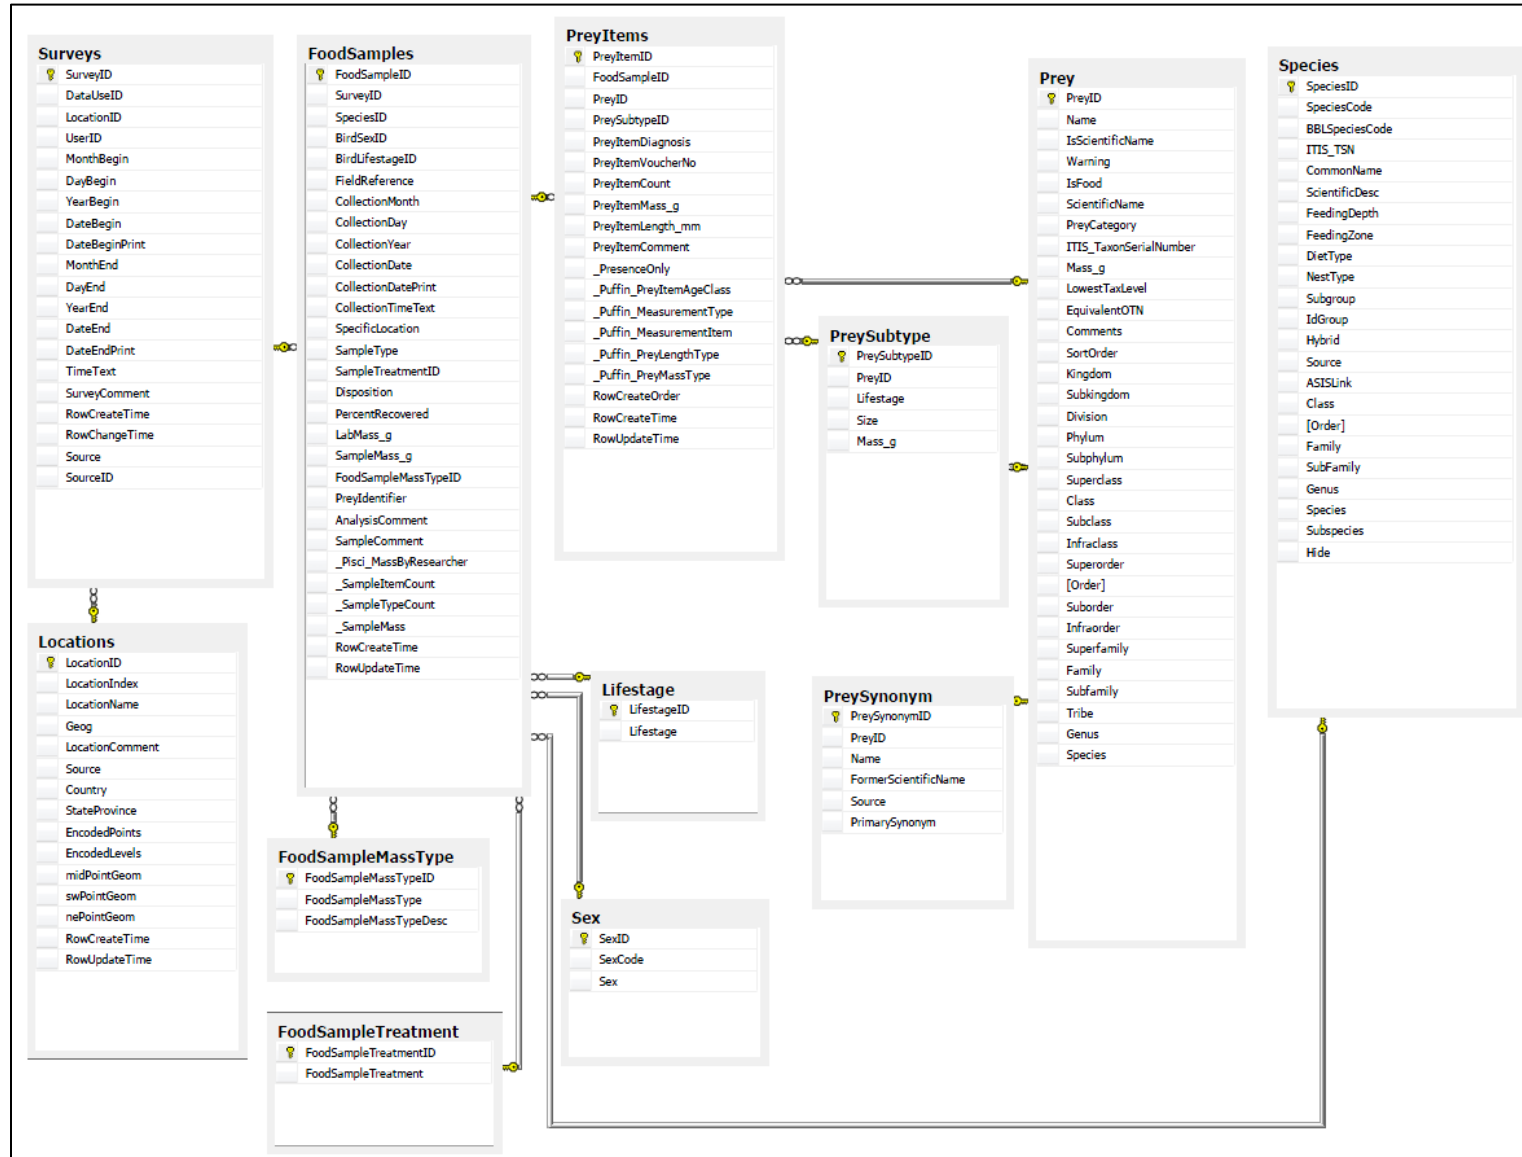 Surveys
SurveyID
DataUseID
LocationID
UserID
MonthBegin
DayBegin
YearBegin
DateBegin
DateBeginPrint
MonthEnd
DayEnd
YearEnd
DateEnd
DateEndPrint
TimeText
SurveyComment
RowCreateTime
RowChangeTime
Source
SourceID
Locations
LocationID
LocationIndex
LocationName
Geog
LocationComment
Source
Country
StateProvince
EncodedPoints
EncodedLevels
midPointGeom
swPointGeom
nePointGeom
RowCreateTime
RowUpdateTime
FoodSamples
FoodSampleID
SurveyID
SpeciesID
BirdSexID
BirdLifestageID
FieldReference
CollectionMonth
CollectionDay
CollectionYear
CollectionDate
CollectionDatePrint
CollectionTimeText
SpecificLocation
SampleType
SampleTreatmentID
Disposition
PercentRecovered
LabMass_g
SampleMass_g
FoodSampleMassTypeID
PreyIdentifier
AnalysisComment
SampleComment
_Pisci_MassByResearcher
_SampleItemCount
_SampleTypeCount
_SampleMass
RowCreateTime
RowUpdateTime
FoodSampleMassType
FoodSampleMassTypeID
FoodSampleMassType
FoodSampleMassTypeDesc
FoodSampleTreatment
FoodSampleTreatmentID
FoodSampleTreatment
PreyItems
PreyItemID
FoodSampleID
PreyID
PreySubtypeID
PreyItemDiagnosis
PreyItemVoucherNo
PreyItemCount
PreyItemMass_g
PreyItemLength_mm
PreyItemComment
_PresenceOnly
_Puffin_PreyItemAgeClass
_Puffin_MeasurementType
_Puffin_MeasurementItem
_Puffin_PreyLengthType
_Puffin_PreyMassType
RowCreateOrder
RowCreateTime
RowUpdateTime
Lifestage
LifestageID
Lifestage
Sex
SexID
SexCode
Sex
PreySubtype
PreySubtypeID
PreyID
Lifestage
Size
Mass_g
PreySynonym
PreySynonymID
PreyID
Name
FormerScientificName
Source
PrimarySynonym
Prey
PreyID
Name
IsScientificName
Warning
IsFood
ScientificName
PreyCategory
ITIS_TaxonSerialNumber
Mass_g
LowestTaxLevel
EquivalentOTN
Comments
SortOrder
Kingdom
Subkingdom
Division
Phylum
Subphylum
Superclass
Class
Subclass
Infraclass
Superorder
[Order]
Suborder
Infraorder
Superfamily
Family
Subfamily
Tribe
Genus
Species
Species
SpeciesID
SpeciesCode
BBLSpeciesCode
ITIS_TSN
CommonName
ScientificDesc
FeedingDepth
FeedingZone
DietType
NestType
Subgroup
IdGroup
Hybrid
Source
ASISLink
Class
[Order]
Family
SubFamily
Genus
Species
Subspecies
Hide